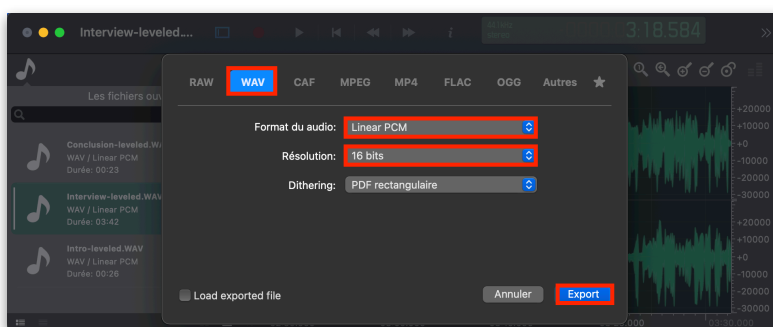 Interview-leveled....
3:18,584
RAW WAV CAF MPEG MP4 FLAC OGG Autres
Les fichiers ouv
Format du audio: Linear PCM
Résolution: 16 bits
Dithering: PDF rectangulaire
Conclusion-leveled.WA
WAV / Linear PCM
Durée: 00:23
Interview-leveled.WAV
WAV / Linear PCM
Durée: 03:42
Intro-leveled.WAV
WAV / Linear PCM
Durée: 00:26
+20000
+10000
+0
-10000
-20000
-30000
+20000
+10000
+0
-10000
-20000
-30000
Load exported file
Annuler
Export
03:30,000